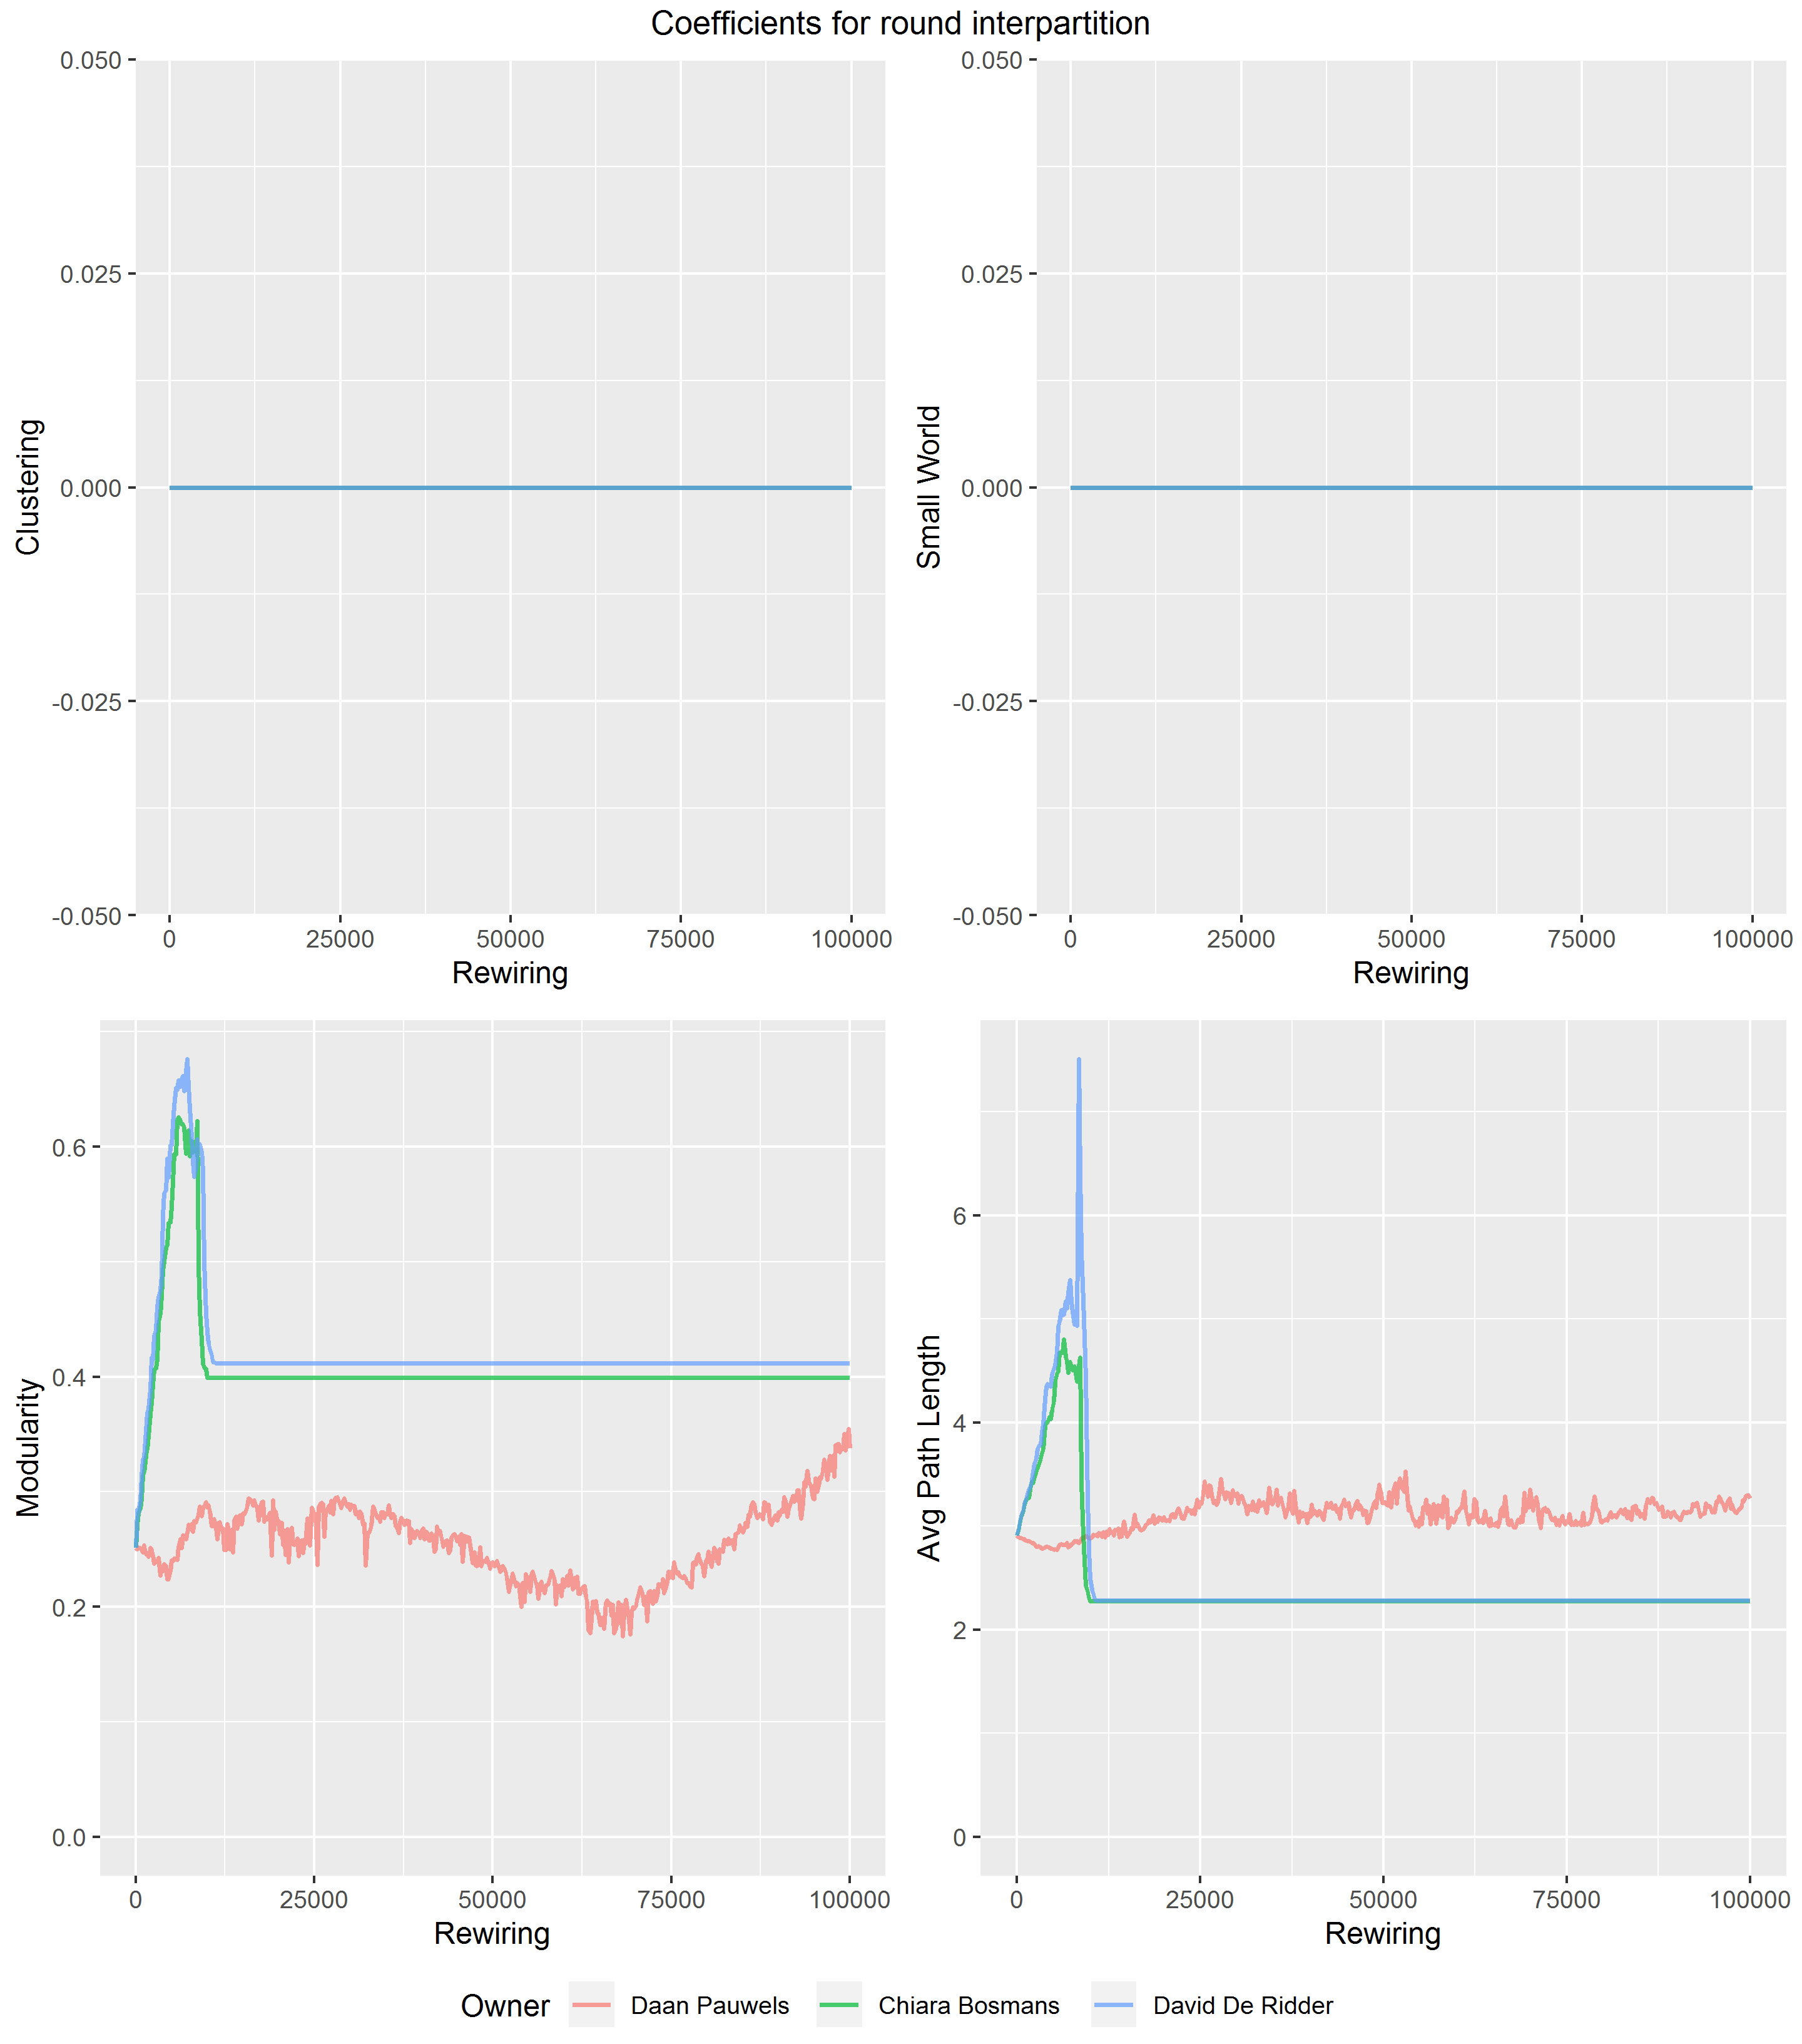 Coefficients for round interpartition
Clustering
0.050
0.025
0.000
-0.025
-0.050
0 25000 50000 75000 100000
Rewiring
Small World
0.050
0.025
0.000
-0.025
-0.050
0 25000 50000 75000 100000
Rewiring
Modularity
0.6
0.4
0.2
0.0
0 25000 50000 75000 100000
Rewiring
Avg Path Length
6
4
2
0
0 25000 50000 75000 100000
Rewiring
Owner Daan Pauwels Chiara Bosmans David De Ridder